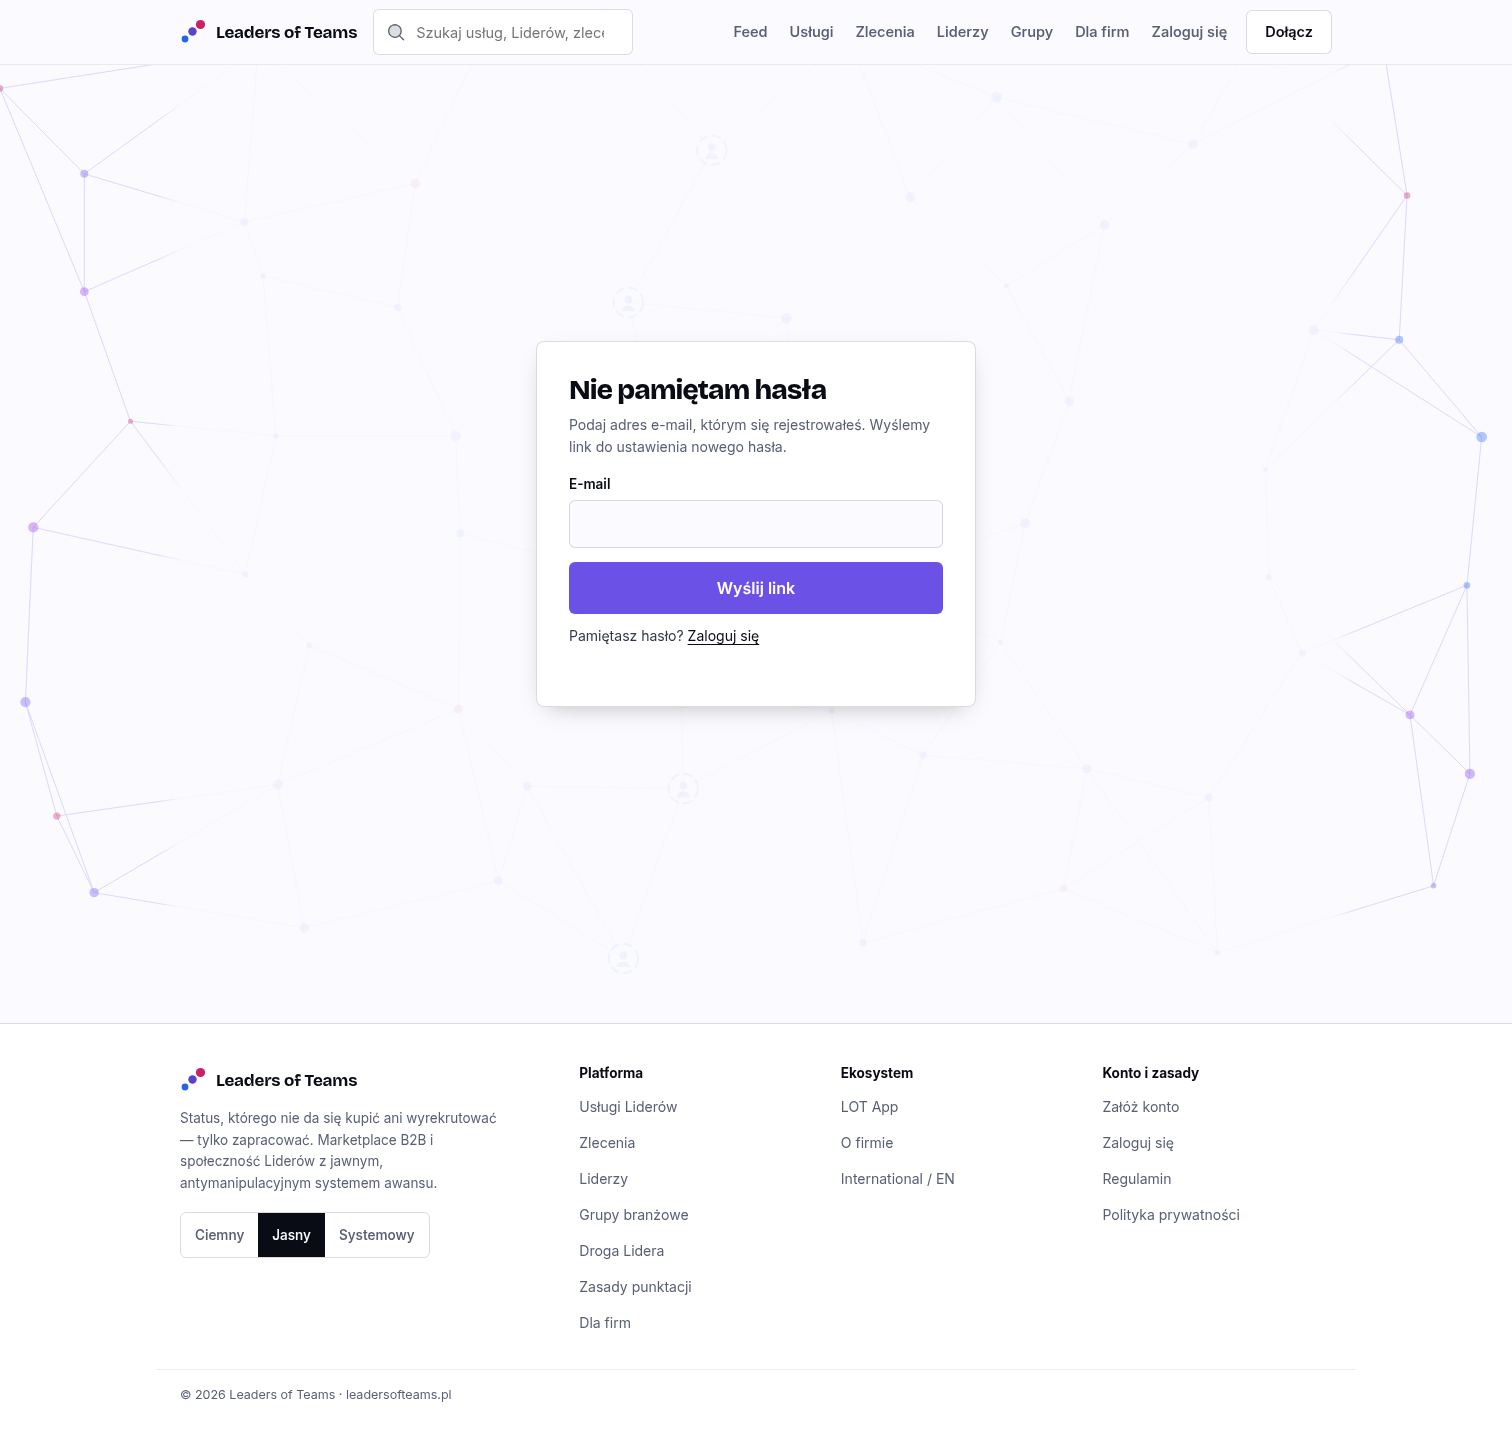 Leaders of Teams
Szukaj usług, Liderów, zlece
Feed
Usługi
Zlecenia
Liderzy
Grupy
Dla firm
Zaloguj się
Dołącz
Nie pamiętam hasła
Podaj adres e-mail, którym się rejestrowałeś. Wyślemy
link do ustawienia nowego hasła.
E-mail
Wyślij link
Pamiętasz hasło? Zaloguj się
Leaders of Teams
Status, którego nie da się kupić ani wyrekrutować
— tylko zapracować. Marketplace B2B i
społeczność Liderów z jawnym,
antymanipulacyjnym systemem awansu.
Ciemny
Jasny
Systemowy
Platforma
Usługi Liderów
Zlecenia
Liderzy
Grupy branżowe
Droga Lidera
Zasady punktacji
Dla firm
Ekosystem
LOT App
O firmie
International / EN
Konto i zasady
Załóż konto
Zaloguj się
Regulamin
Polityka prywatności
© 2026 Leaders of Teams · leadersofteams.pl